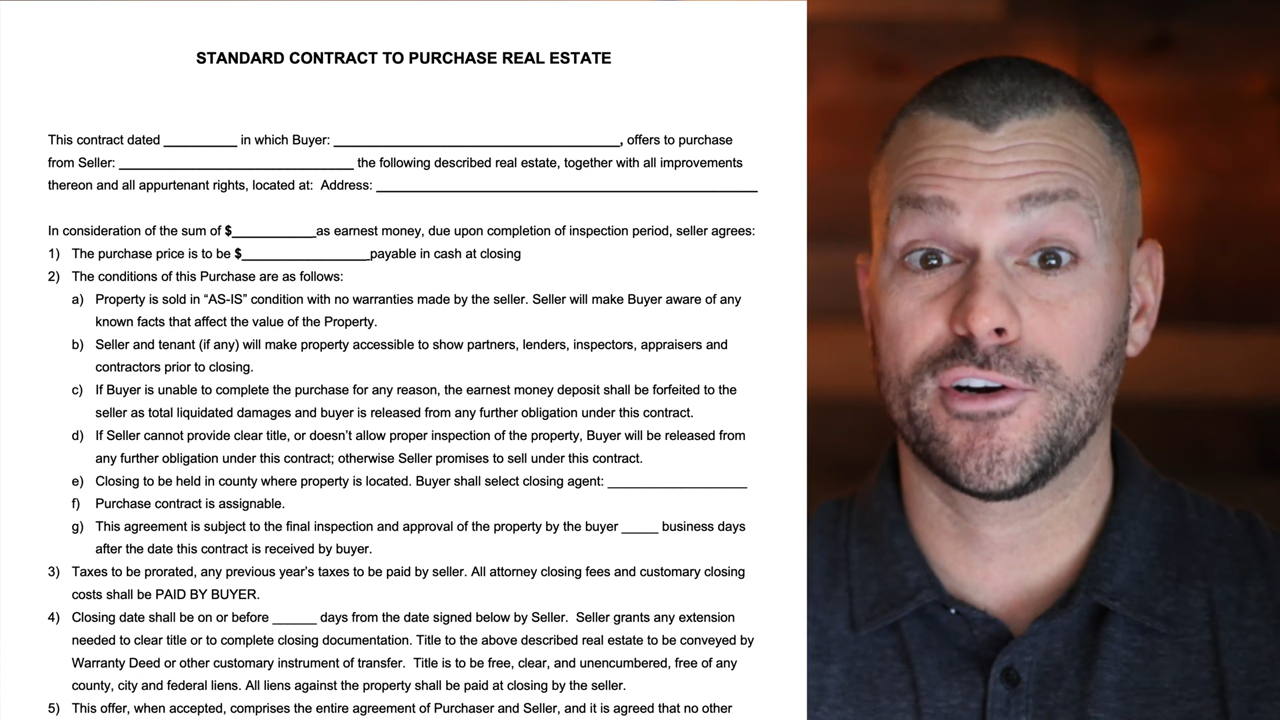 STANDARD CONTRACT TO PURCHASE REAL ESTATE
This contract dated __________ in which Buyer: ________________________________________, offers to purchase
from Seller: ________________________________ the following described real estate, together with all improvements
thereon and all appurtenant rights, located at: Address: ____________________________________________________
In consideration of the sum of $____________as earnest money, due upon completion of inspection period, seller agrees:
1) The purchase price is to be $__________________payable in cash at closing
2) The conditions of this Purchase are as follows:
a) Property is sold in “AS-IS” condition with no warranties made by the seller. Seller will make Buyer aware of any
known facts that affect the value of the Property.
b) Seller and tenant (if any) will make property accessible to show partners, lenders, inspectors, appraisers and
contractors prior to closing.
c) If Buyer is unable to complete the purchase for any reason, the earnest money deposit shall be forfeited to the
seller as total liquidated damages and buyer is released from any further obligation under this contract.
d) If Seller cannot provide clear title, or doesn’t allow proper inspection of the property, Buyer will be released from
any further obligation under this contract; otherwise Seller promises to sell under this contract.
e) Closing to be held in county where property is located. Buyer shall select closing agent: ___________________
f) Purchase contract is assignable.
g) This agreement is subject to the final inspection and approval of the property by the buyer _____ business days
after the date this contract is received by buyer.
3) Taxes to be prorated, any previous year’s taxes to be paid by seller. All attorney closing fees and customary closing
costs shall be PAID BY BUYER.
4) Closing date shall be on or before ______ days from the date signed below by Seller. Seller grants any extension
needed to clear title or to complete closing documentation. Title to the above described real estate to be conveyed by
Warranty Deed or other customary instrument of transfer. Title is to be free, clear, and unencumbered, free of any
county, city and federal liens. All liens against the property shall be paid at closing by the seller.
5) This offer, when accepted, comprises the entire agreement of Purchaser and Seller, and it is agreed that no other